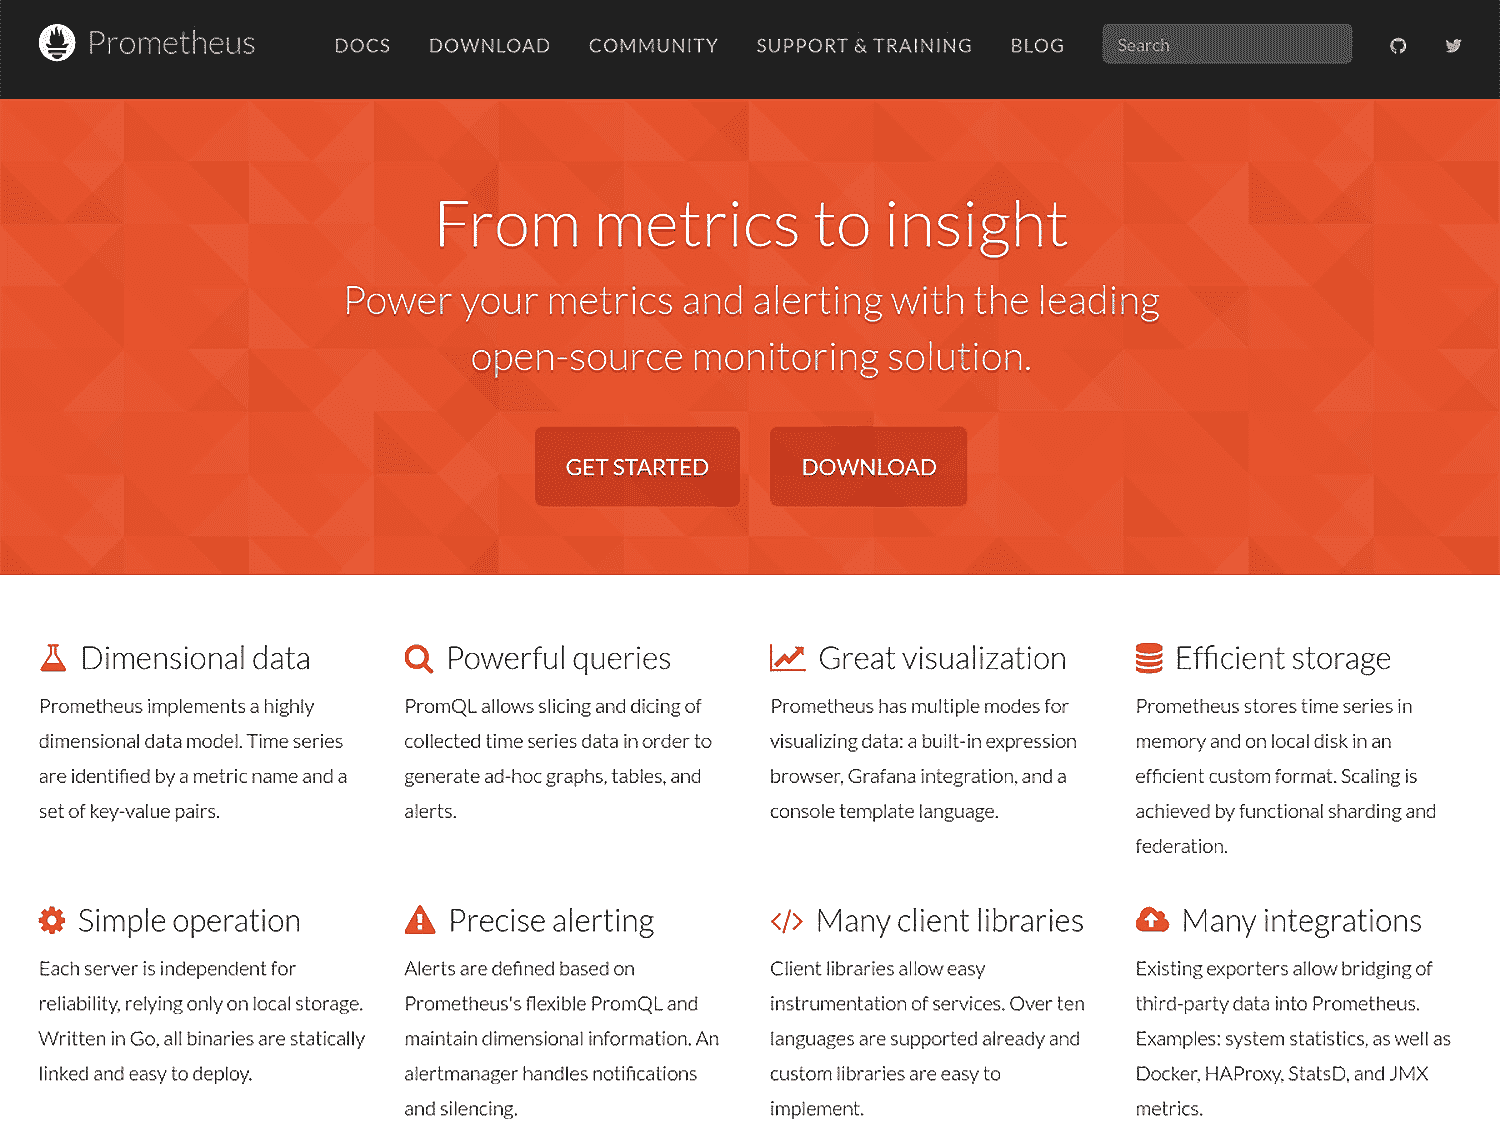 Prometheus DOCS DOWNLOAD COMMUNITY SUPPORT & TRAINING BLOG Search
From metrics to insight
Power your metrics and alerting with the leading
open-source monitoring solution.
GET STARTED DOWNLOAD
Dimensional data
Prometheus implements a highly
dimensional data model. Time series
are identified by a metric name and a
set of key-value pairs.
Powerful queries
PromQL allows slicing and dicing of
collected time series data in order to
generate ad-hoc graphs, tables, and
alerts.
Great visualization
Prometheus has multiple modes for
visualizing data: a built-in expression
browser, Grafana integration, and a
console template language.
Efficient storage
Prometheus stores time series in
memory and on local disk in an
efficient custom format. Scaling is
achieved by functional sharding and
federation.
Simple operation
Each server is independent for
reliability, relying only on local storage.
Written in Go, all binaries are statically
linked and easy to deploy.
Precise alerting
Alerts are defined based on
Prometheus's flexible PromQL and
maintain dimensional information. An
alertmanager handles notifications
and silencing.
Many client libraries
Client libraries allow easy
instrumentation of services. Over ten
languages are supported already and
custom libraries are easy to
implement.
Many integrations
Existing exporters allow bridging of
third-party data into Prometheus.
Examples: system statistics, as well as
Docker, HAProxy, StatsD, and JMX
metrics.